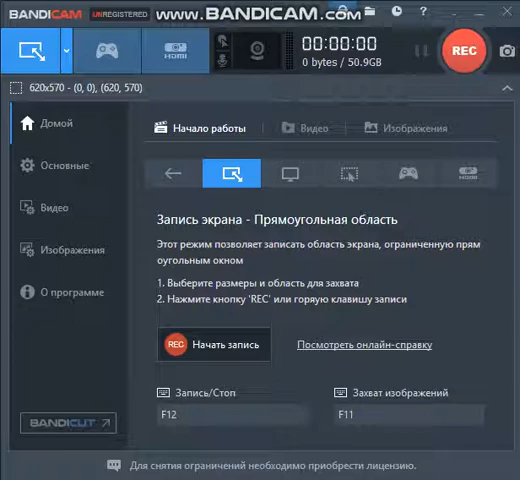 BANDICAM UNREGISTERED www.BANDICAM.com
HDMI 00:00:00 REC
0 bytes / 50.9GB
620x570 - (0, 0), (620, 570)
Домой
Основные
Видео
Изображения
О программе
BANDICUT
Начало работы Видео Изображения
HDMI
Запись экрана - Прямоугольная область
Этот режим позволяет записать область экрана, ограниченную прям
оугольным окном
1. Выберите размеры и область для захвата
2. Нажмите кнопку 'REC' или горяую клавишу записи
REC Начать запись Посмотреть онлайн-справку
Запись/Стоп Захват изображений
F12 F11
Для снятия ограничений необходимо приобрести лицензию.